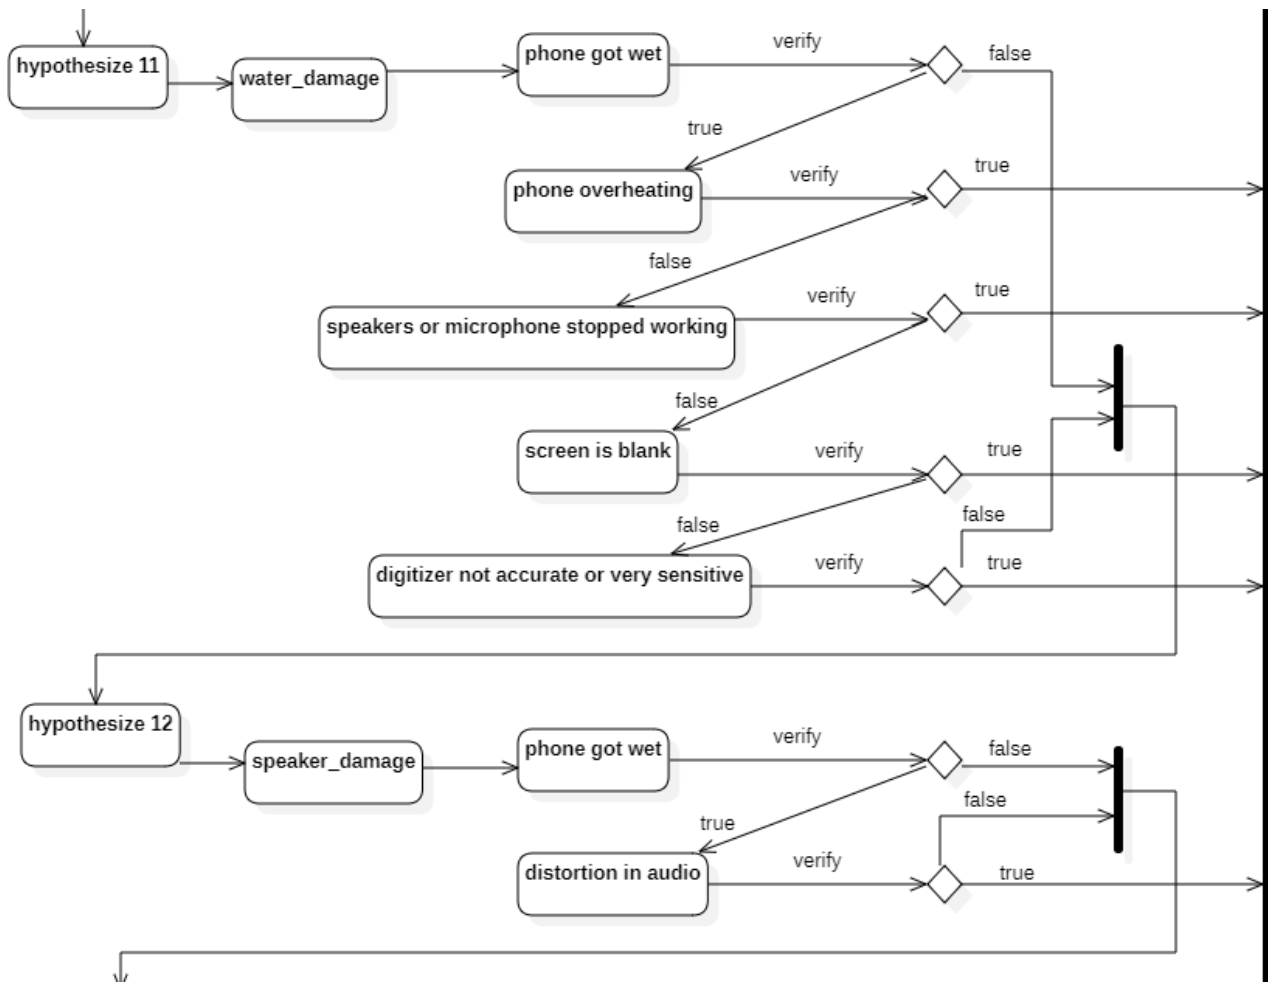 phone got wet
verify
false
hypothesize 11
water_damage
true
phone overheating
verify
true
false
speakers or microphone stopped working
verify
true
false
screen is blank
verify
true
false
false
digitizer not accurate or very sensitive
verify
true
hypothesize 12
speaker_damage
phone got wet
verify
false
true
false
distortion in audio
verify
true